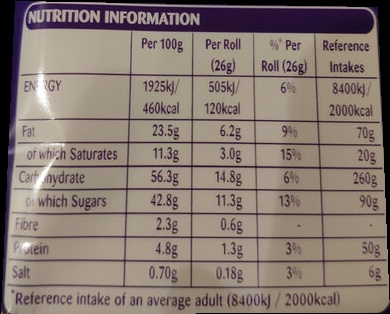 NUTRITION INFORMATION
Per 100g Per Roll (26g) %* Per Roll (26g) Reference Intakes
ENERGY 1925kJ/ 505kJ/ 6% 8400kJ/
460kcal 120kcal 2000kcal
Fat 23.5g 6.2g 9% 70g
of which Saturates 11.3g 3.0g 15% 20g
Carbohydrate 56.3g 14.8g 6% 260g
of which Sugars 42.8g 11.3g 13% 90g
Fibre 2.3g 0.6g - -
Protein 4.8g 1.3g 3% 50g
Salt 0.70g 0.18g 3% 6g
*Reference intake of an average adult (8400kJ / 2000kcal)